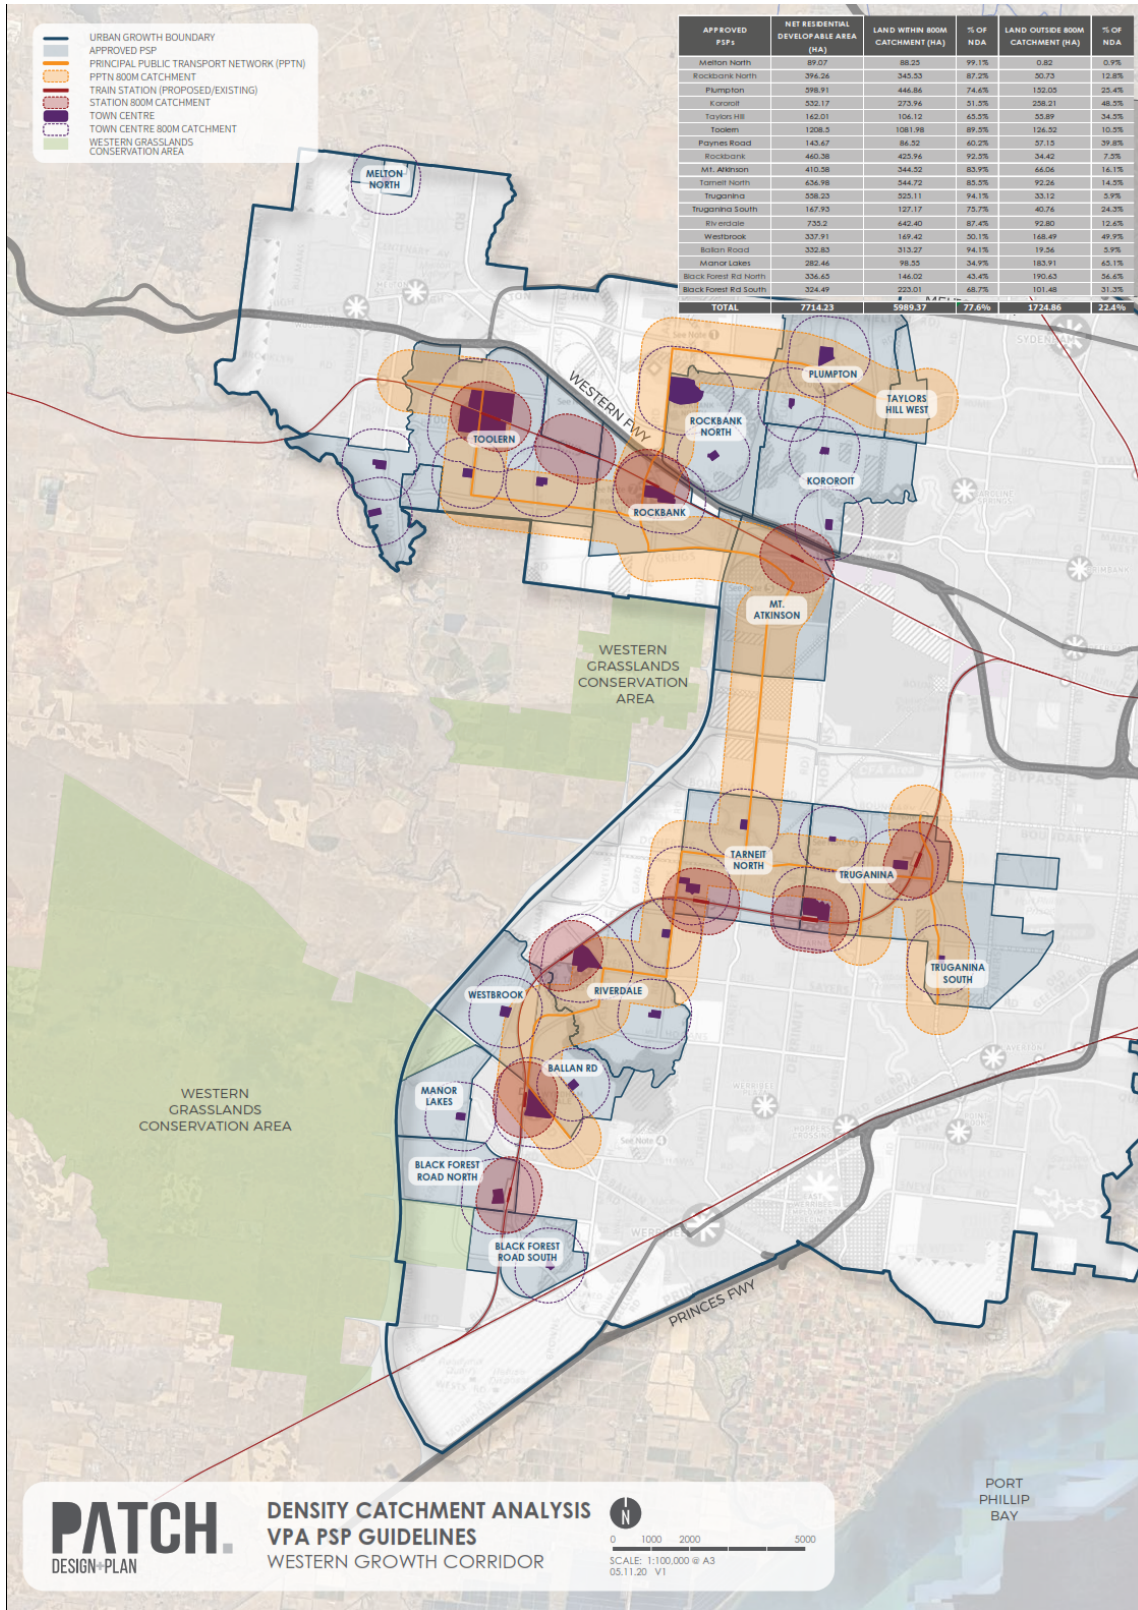 URBAN GROWTH BOUNDARY
APPROVED PSP
PRINCIPAL PUBLIC TRANSPORT NETWORK (PPTN)
PPTN 800M CATCHMENT
TRAIN STATION (PROPOSED/EXISTING)
STATION 800M CATCHMENT
TOWN CENTRE
TOWN CENTRE 800M CATCHMENT
WESTERN GRASSLANDS
CONSERVATION AREA
APPROVED PSPs NET RESIDENTIAL DEVELOPABLE AREA (HA) LAND WITHIN 800M CATCHMENT (HA) % OF NDA LAND OUTSIDE 800M CATCHMENT (HA) % OF NDA
Melton North 89.07 88.25 99.1% 0.82 0.9%
Rockbank North 396.26 345.53 87.2% 50.73 12.8%
Plumpton 598.91 446.86 74.6% 152.05 25.4%
Kororoit 532.17 273.96 51.5% 258.21 48.5%
Taylors Hill 162.01 106.12 65.5% 55.89 34.5%
Toolern 1208.5 1081.98 89.5% 126.52 10.5%
Paynes Road 143.67 86.52 60.2% 57.15 39.8%
Rockbank 460.38 425.96 92.5% 34.42 7.5%
Mt. Atkinson 410.58 344.52 83.9% 66.06 16.1%
Tarneit North 636.98 544.72 85.5% 92.26 14.5%
Truganina 558.23 525.11 94.1% 33.12 5.9%
Truganina South 167.93 127.17 75.7% 40.76 24.3%
Riverdale 735.2 642.40 87.4% 92.80 12.6%
Westbrook 337.91 169.42 50.1% 168.49 49.9%
Ballan Road 332.83 313.27 94.1% 19.56 5.9%
Manor Lakes 282.46 98.55 34.9% 183.91 65.1%
Black Forest Rd North 336.65 146.02 43.4% 190.63 56.6%
Black Forest Rd South 324.49 223.01 68.7% 101.48 31.3%
TOTAL 7714.23 5989.37 77.6% 1724.86 22.4%
MELTON
NORTH
SYDENHAM
PLUMPTON
TAYLORS
HILL WEST
WESTERN FWY
ROCKBANK
NORTH
TOOLERN
KOROROIT
ROCKBANK
MT.
ATKINSON
WESTERN
GRASSLANDS
CONSERVATION
AREA
TARNEIT
NORTH
TRUGANINA
TRUGANINA
SOUTH
RIVERDALE
WESTBROOK
BALLAN RD
MANOR
LAKES
WESTERN
GRASSLANDS
CONSERVATION AREA
See Note 4
BLACK FOREST
ROAD NORTH
BLACK FOREST
ROAD SOUTH
PRINCES FWY
PORT
PHILLIP
BAY
PATCH.
DESIGN+PLAN
DENSITY CATCHMENT ANALYSIS
VPA PSP GUIDELINES
WESTERN GROWTH CORRIDOR
N
0 1000 2000 5000
SCALE: 1:100,000 @ A3
05.11.20 V1